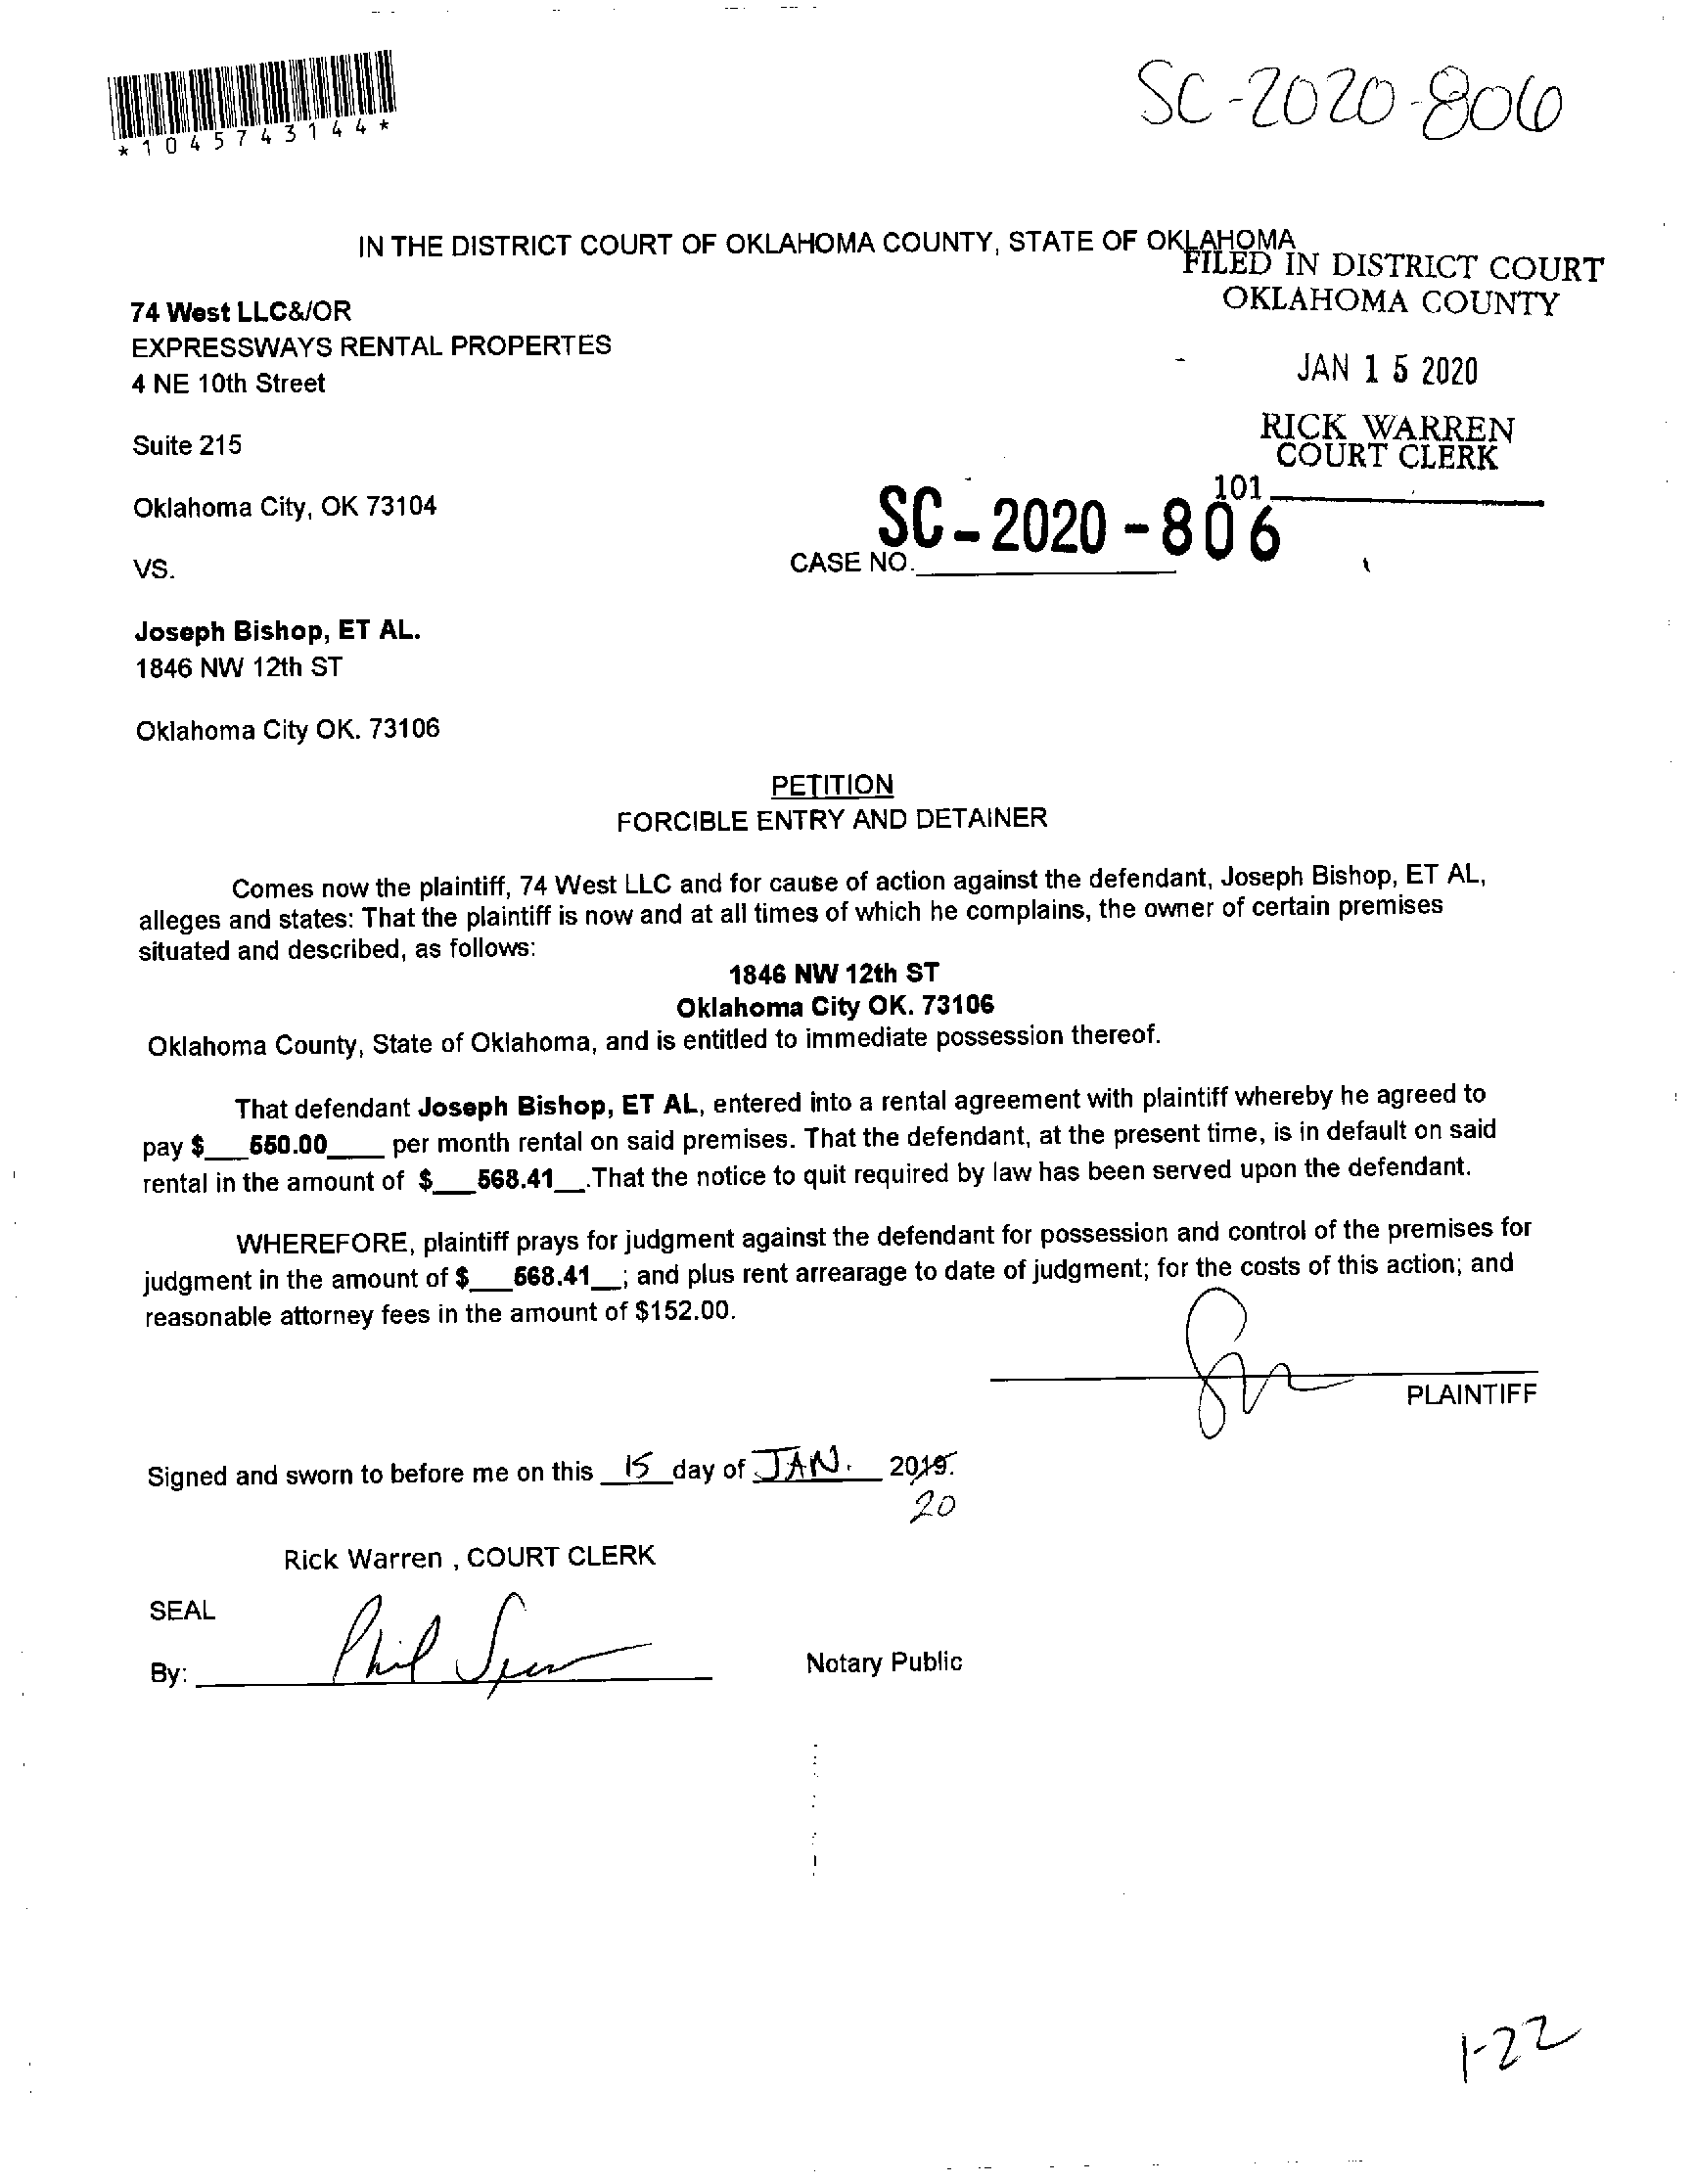 *1045743144*
SC-2020-806
IN THE DISTRICT COURT OF OKLAHOMA COUNTY, STATE OF OKLAHOMA
FILED IN DISTRICT COURT
OKLAHOMA COUNTY
74 West LLC&/OR
EXPRESSWAYS RENTAL PROPERTES
4 NE 10th Street
JAN 15 2020
RICK WARREN
COURT CLERK
Suite 215
101
Oklahoma City, OK 73104
SC-2020-806
CASE NO.
VS.
Joseph Bishop, ET AL.
1846 NW 12th ST
Oklahoma City OK. 73106
PETITION
FORCIBLE ENTRY AND DETAINER
Comes now the plaintiff, 74 West LLC and for cause of action against the defendant, Joseph Bishop, ET AL,
alleges and states: That the plaintiff is now and at all times of which he complains, the owner of certain premises
situated and described, as follows:
1846 NW 12th ST
Oklahoma City OK. 73106
Oklahoma County, State of Oklahoma, and is entitled to immediate possession thereof.
That defendant Joseph Bishop, ET AL, entered into a rental agreement with plaintiff whereby he agreed to
pay $___550.00____ per month rental on said premises. That the defendant, at the present time, is in default on said
rental in the amount of $___568.41__.That the notice to quit required by law has been served upon the defendant.
WHEREFORE, plaintiff prays for judgment against the defendant for possession and control of the premises for
judgment in the amount of $___568.41__; and plus rent arrearage to date of judgment; for the costs of this action; and
reasonable attorney fees in the amount of $152.00.
PLAINTIFF
Signed and sworn to before me on this 15 day of JAN. 2019.
20
Rick Warren , COURT CLERK
SEAL
By: Phil
Notary Public
1-22